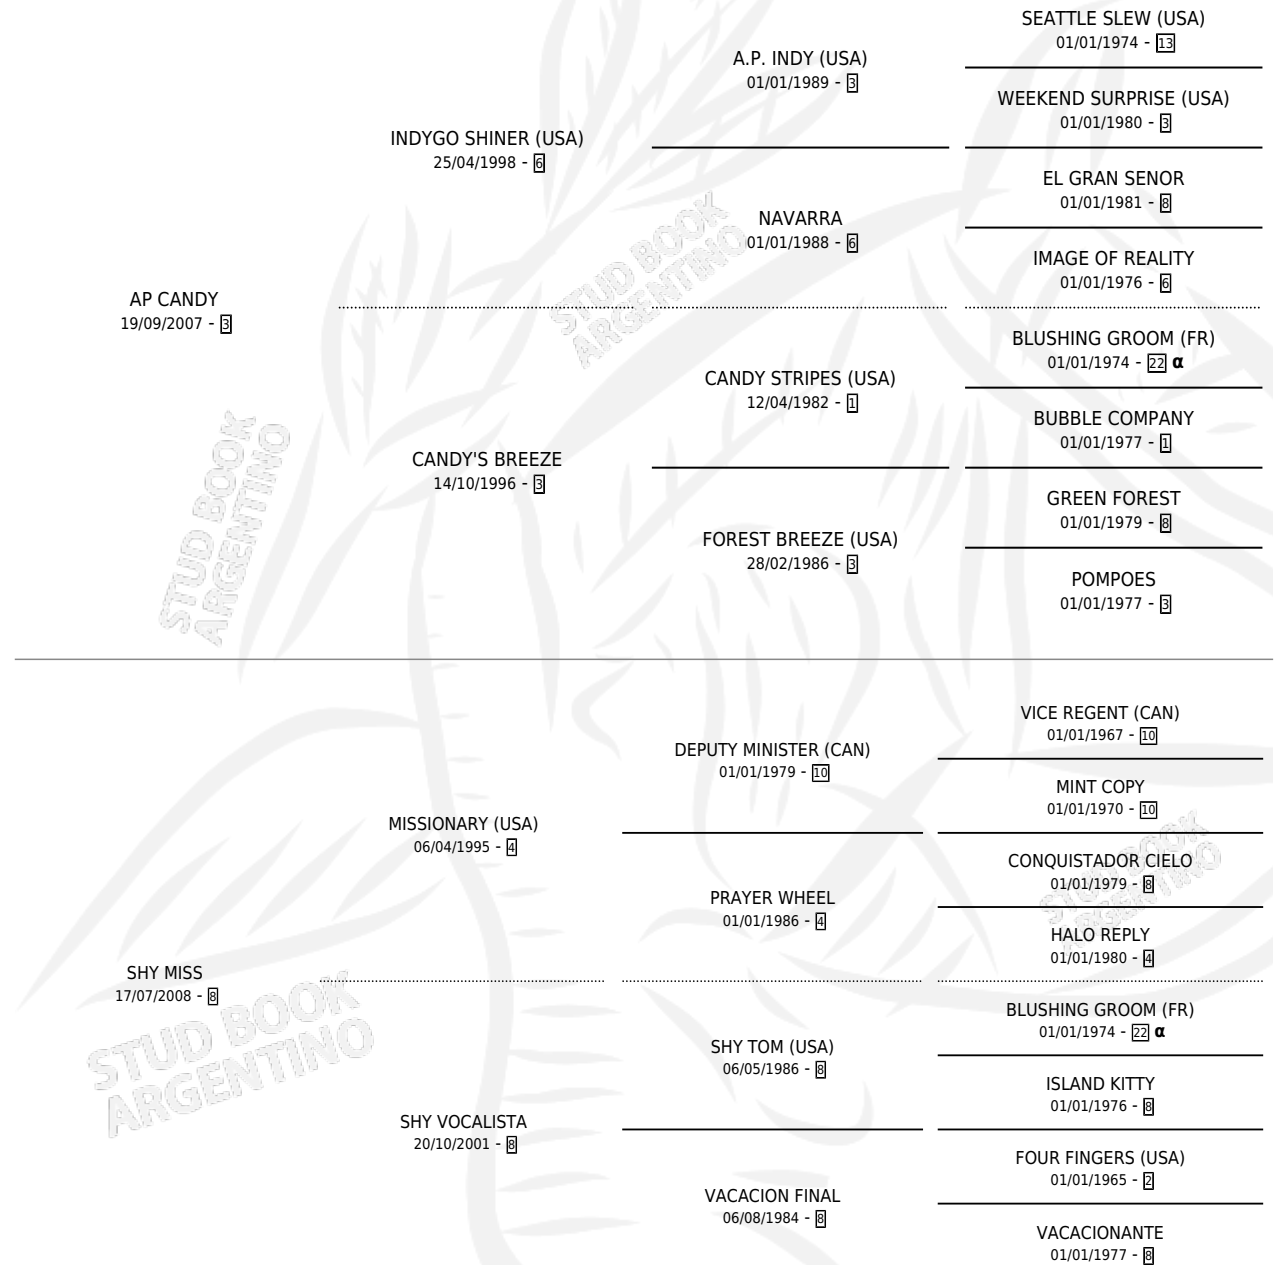 SEATTLE SLEW (USA)
01/01/1974 - 13
A.P. INDY (USA)
01/01/1989 - 3
WEEKEND SURPRISE (USA)
01/01/1980 - 3
INDYGO SHINER (USA)
25/04/1998 - 6
EL GRAN SENOR
01/01/1981 - 8
NAVARRA
01/01/1988 - 6
IMAGE OF REALITY
01/01/1976 - 6
AP CANDY
19/09/2007 - 3
BLUSHING GROOM (FR)
01/01/1974 - 22 α
CANDY STRIPES (USA)
12/04/1982 - 1
BUBBLE COMPANY
01/01/1977 - 1
CANDY'S BREEZE
14/10/1996 - 3
GREEN FOREST
01/01/1979 - 8
FOREST BREEZE (USA)
28/02/1986 - 3
POMPOES
01/01/1977 - 3
VICE REGENT (CAN)
01/01/1967 - 10
DEPUTY MINISTER (CAN)
01/01/1979 - 10
MINT COPY
01/01/1970 - 10
MISSIONARY (USA)
06/04/1995 - 4
CONQUISTADOR CIELO
01/01/1979 - 8
PRAYER WHEEL
01/01/1986 - 4
HALO REPLY
01/01/1980 - 4
SHY MISS
17/07/2008 - 8
BLUSHING GROOM (FR)
01/01/1974 - 22 α
SHY TOM (USA)
06/05/1986 - 8
ISLAND KITTY
01/01/1976 - 8
SHY VOCALISTA
20/10/2001 - 8
FOUR FINGERS (USA)
01/01/1965 - 2
VACACION FINAL
06/08/1984 - 8
VACACIONANTE
01/01/1977 - 8
STUD BOOK
ARGENTINO
STUD BOOK
ARGENTINO
STUD BOOK
ARGENTINO
STUD BOOK
ARGENTINO